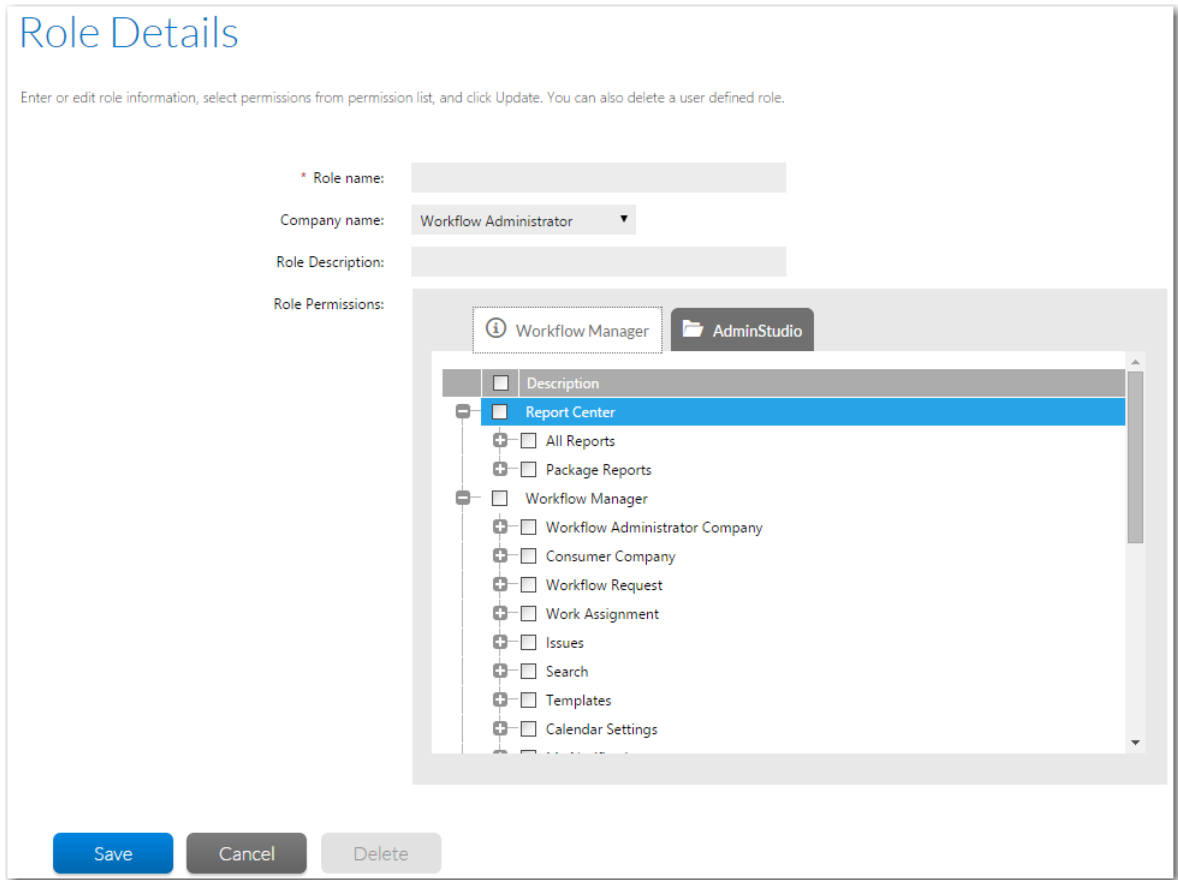 Role Details
Enter or edit role information, select permissions from permission list, and click Update. You can also delete a user defined role.
* Role name:
Company name: Workflow Administrator
Role Description:
Role Permissions:
Workflow Manager AdminStudio
Description
Report Center
All Reports
Package Reports
Workflow Manager
Workflow Administrator Company
Consumer Company
Workflow Request
Work Assignment
Issues
Search
Templates
Calendar Settings
Save Cancel Delete